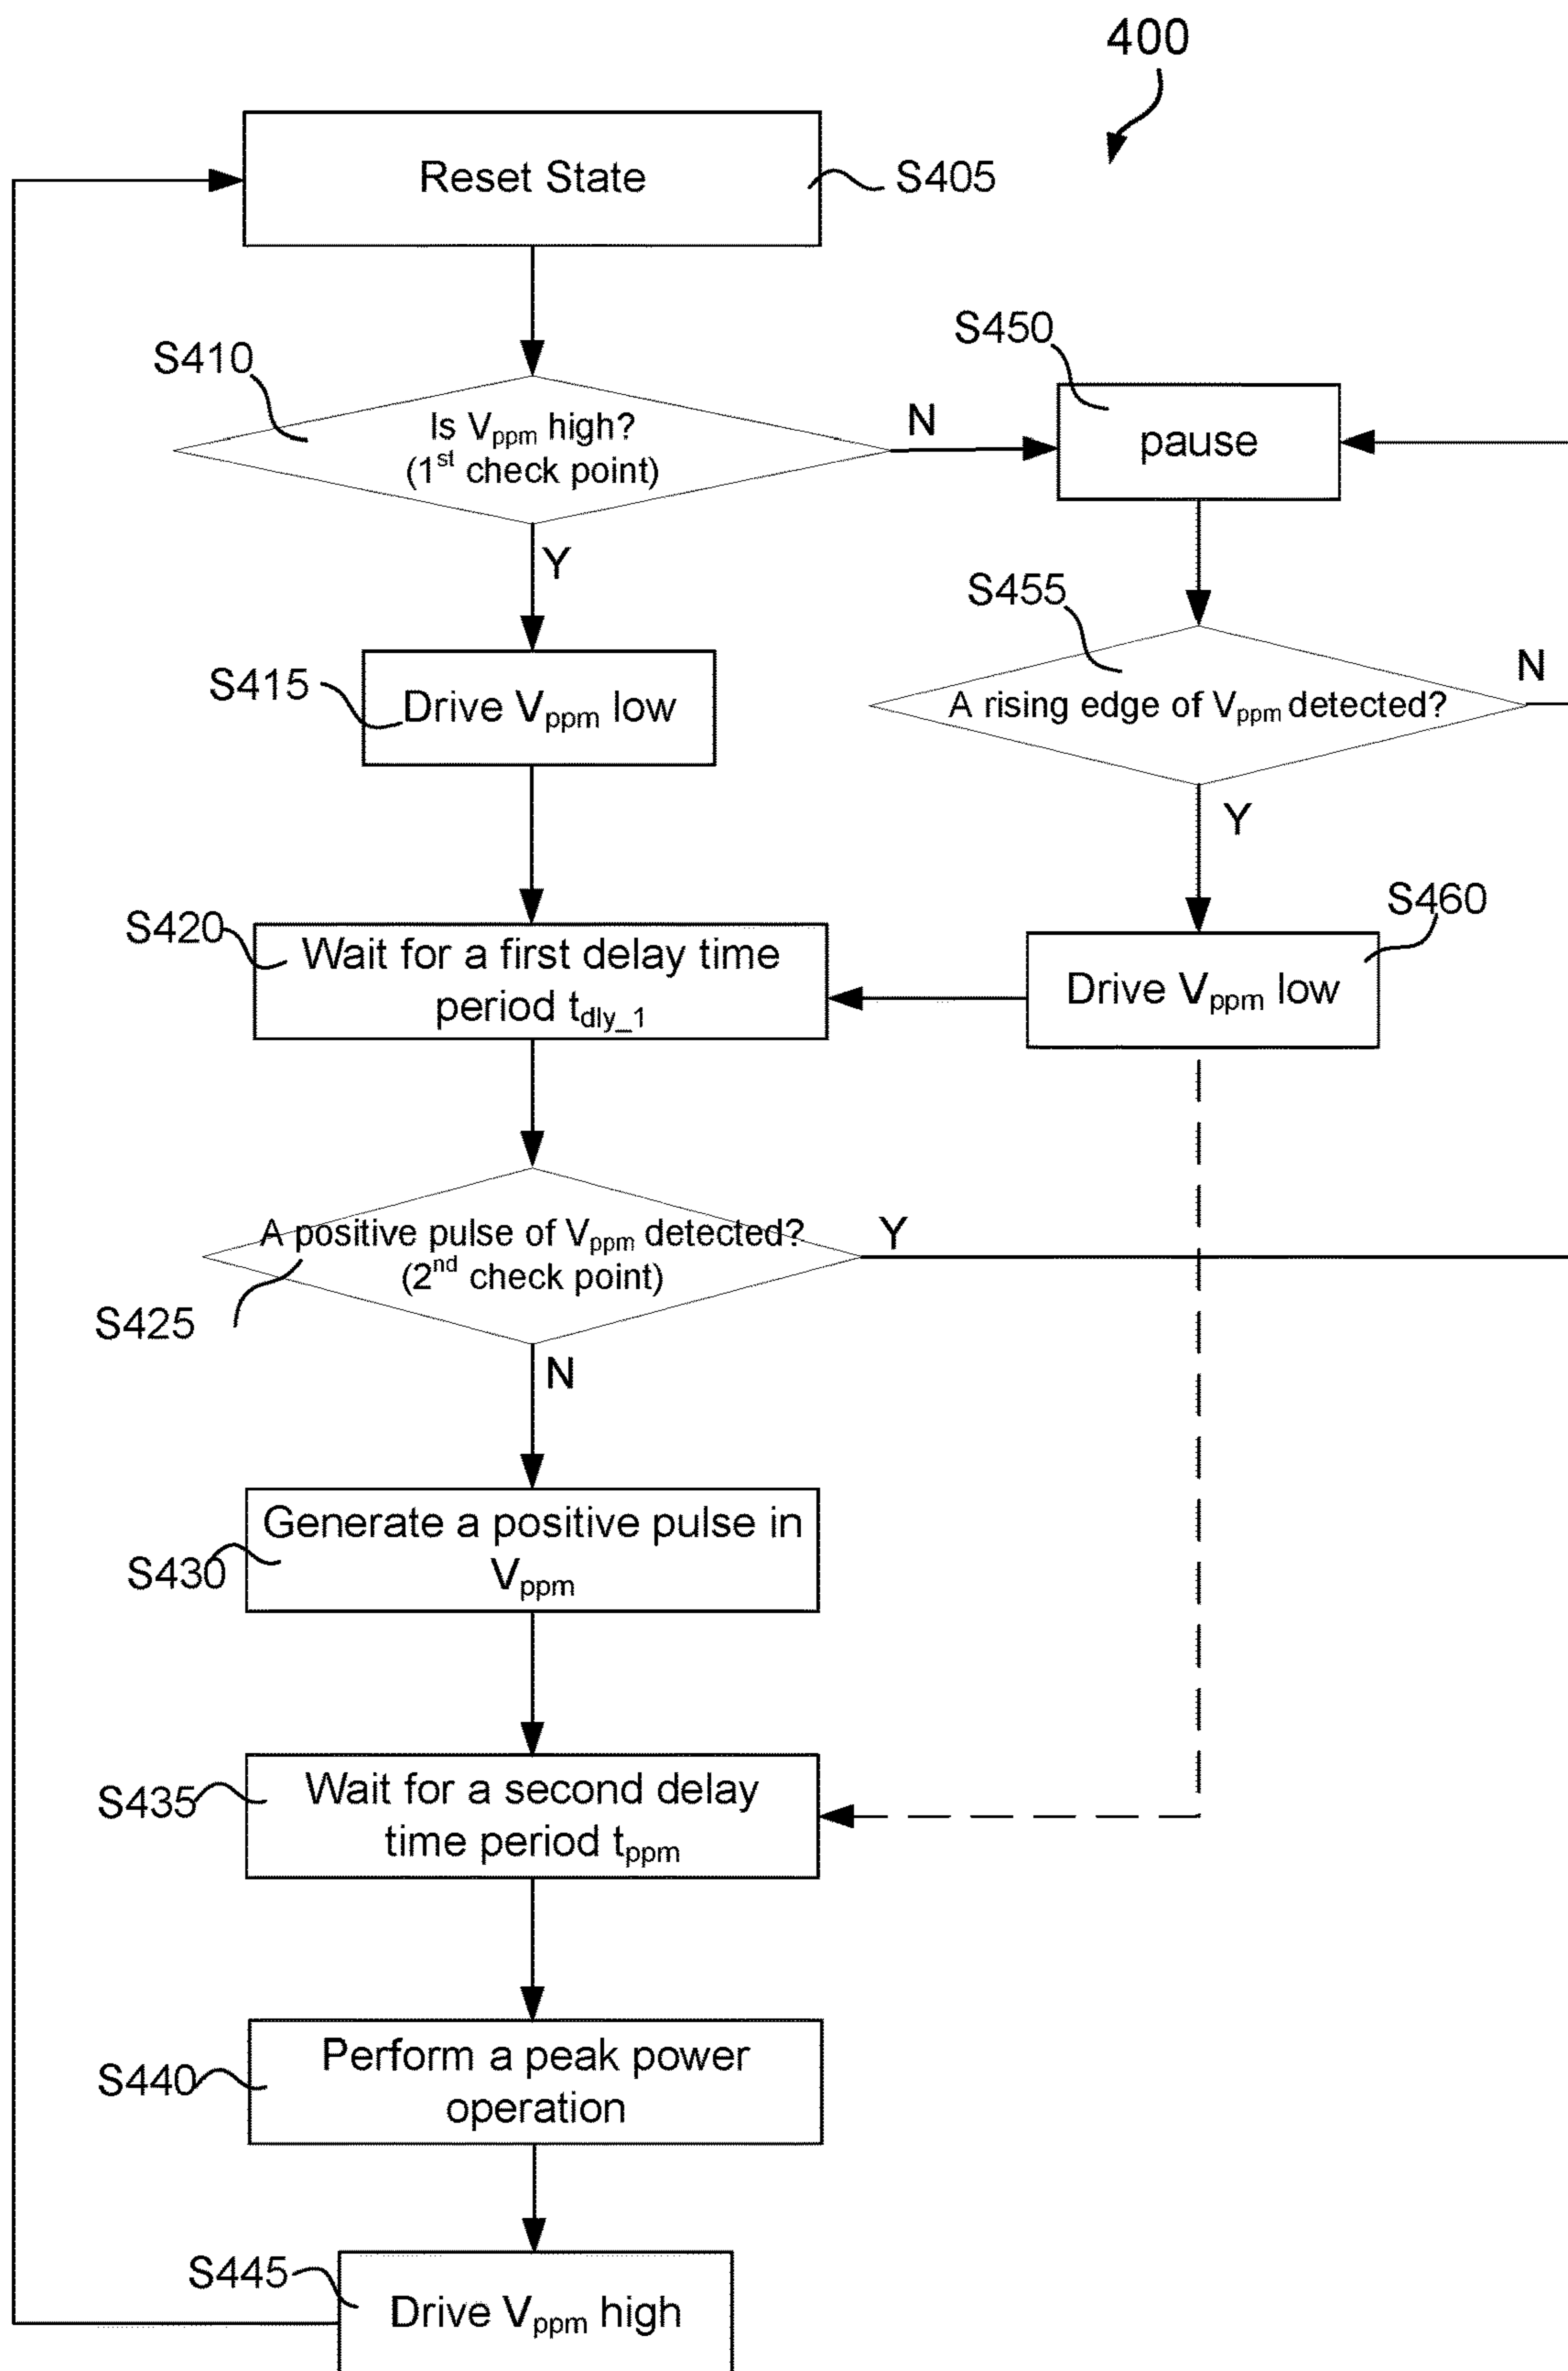 400
Reset State
S405
S410
Is Vppm high?
(1st check point)
N
S450
pause
Y
S415
Drive Vppm low
S455
A rising edge of Vppm detected?
N
Y
S420
Wait for a first delay time
period tdly_1
S460
Drive Vppm low
A positive pulse of Vppm detected?
(2nd check point)
Y
S425
N
Generate a positive pulse in
Vppm
S430
S435
Wait for a second delay
time period tppm
S440
Perform a peak power
operation
S445
Drive Vppm high